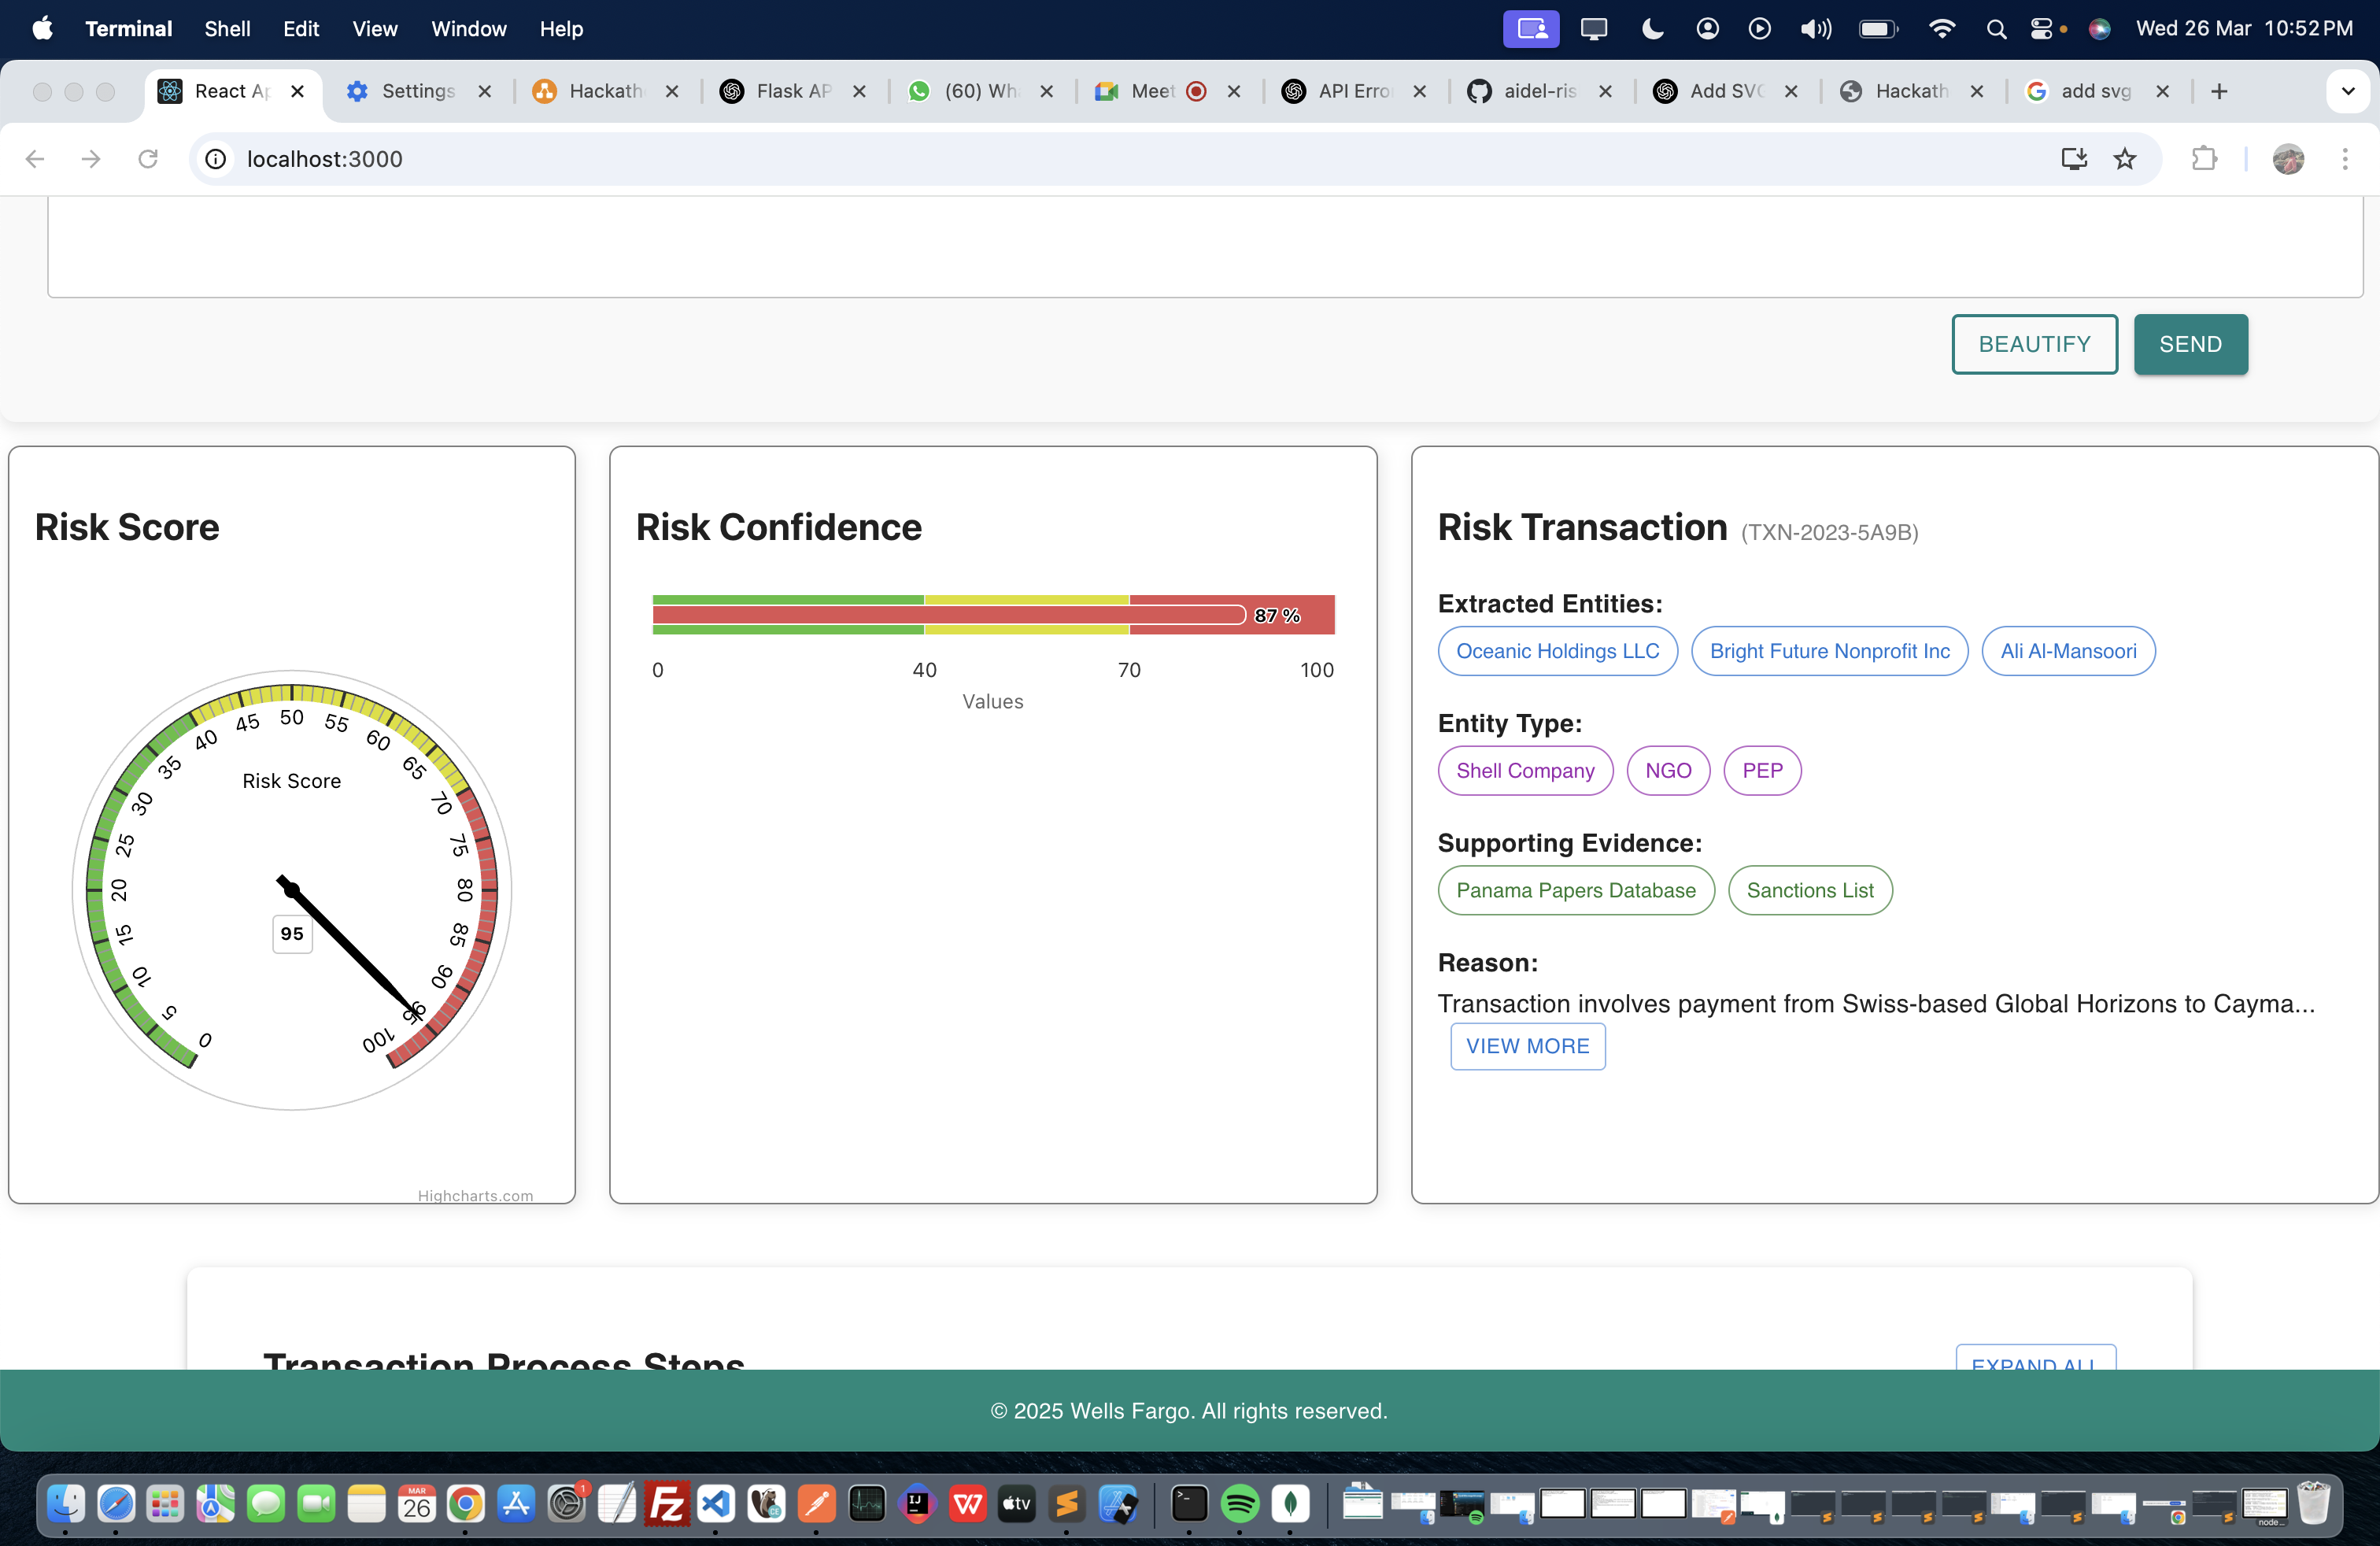 Terminal Shell Edit View Window Help Wed 26 Mar 10:52 PM
React Ap Settings Hackath Flask AP (60) Wh Meet API Erro aidel-ris Add SVG Hackath add svg
localhost:3000
BEAUTIFY SEND
Risk Score
Risk Score
0
5
10
15
20
25
30
35
40
45
50
55
60
65
70
75
80
85
90
95
100
95
Highcharts.com
Risk Confidence
87 %
0 40 70 100
Values
Risk Transaction (TXN-2023-5A9B)
Extracted Entities:
Oceanic Holdings LLC Bright Future Nonprofit Inc Ali Al-Mansoori
Entity Type:
Shell Company NGO PEP
Supporting Evidence:
Panama Papers Database Sanctions List
Reason:
Transaction involves payment from Swiss-based Global Horizons to Cayma...
VIEW MORE
Transaction Process Steps EXPAND ALL
© 2025 Wells Fargo. All rights reserved.
MAR
26
1
Fz
CE
IJ
W
tv
node...